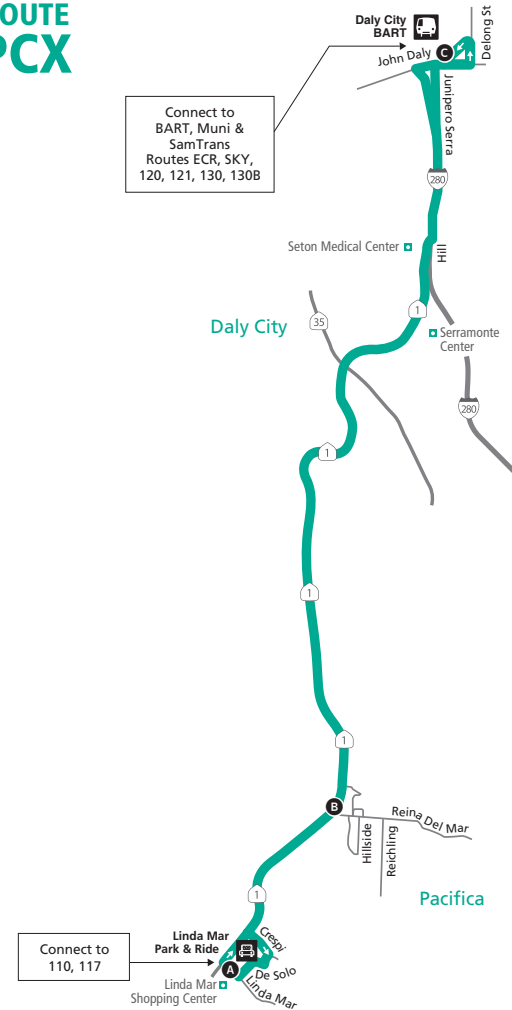 OUTE
PCX
Daly City
BART
Delong St
John Daly
C
Junipero Serra
Connect to
BART, Muni &
SamTrans
Routes ECR, SKY,
120, 121, 130, 130B
280
Seton Medical Center
Hill
1
Daly City
35
Serramonte
Center
280
1
1
1
B
Reina Del Mar
Hillside
Reichling
Pacifica
1
Linda Mar
Park & Ride
Crespi
Connect to
110, 117
A
De Solo
Linda Mar
Shopping Center
Linda Mar